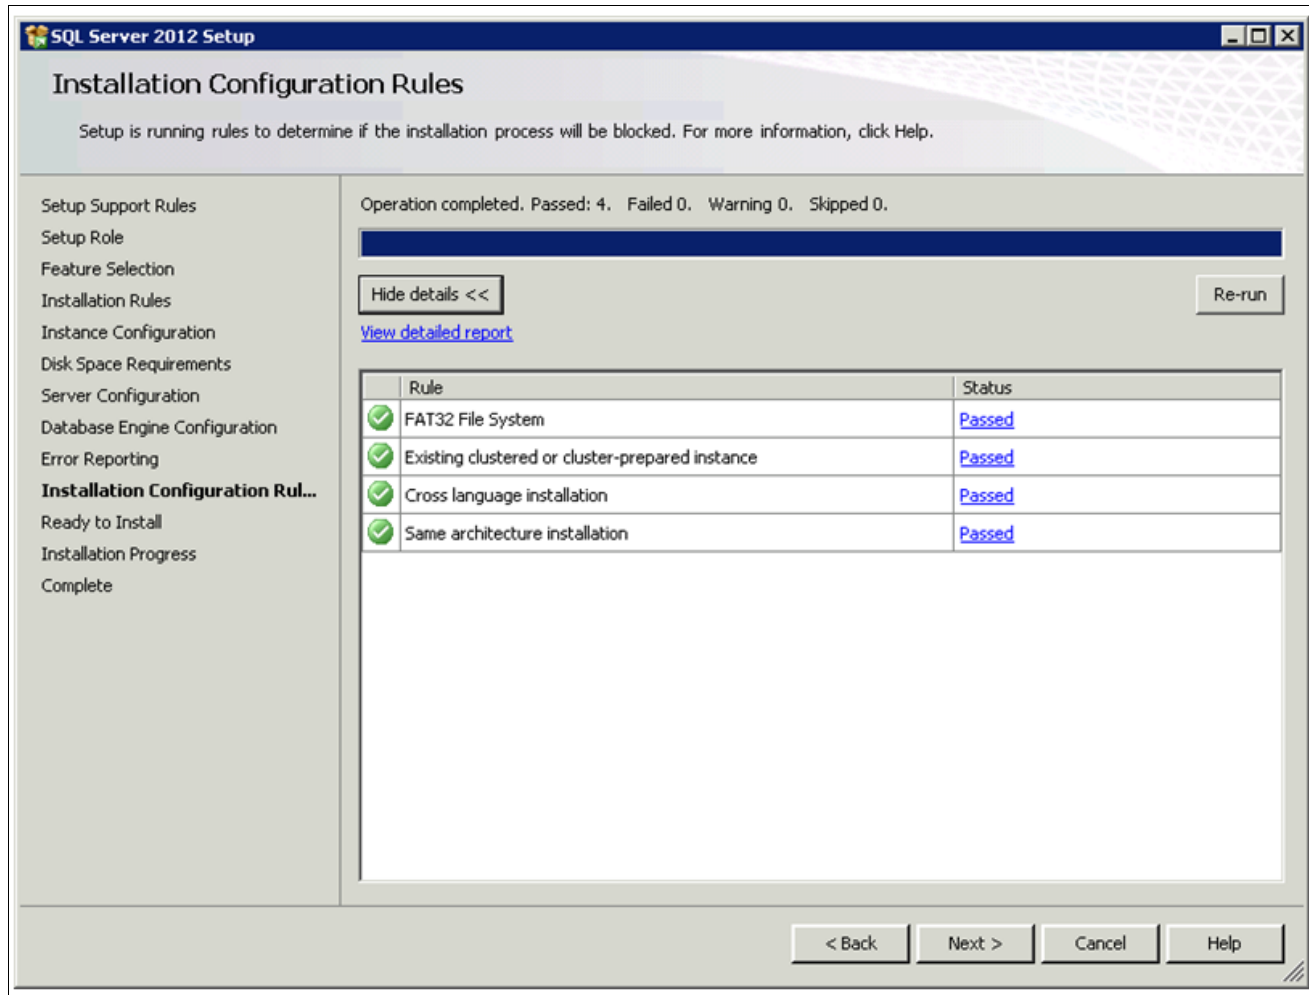 SQL Server 2012 Setup
Installation Configuration Rules
Setup is running rules to determine if the installation process will be blocked. For more information, click Help.
Setup Support Rules
Setup Role
Feature Selection
Installation Rules
Instance Configuration
Disk Space Requirements
Server Configuration
Database Engine Configuration
Error Reporting
Installation Configuration Rul...
Ready to Install
Installation Progress
Complete
Operation completed. Passed: 4.   Failed 0.   Warning 0.   Skipped 0.
Hide details <<
Re-run
View detailed report
Rule Status
FAT32 File System Passed
Existing clustered or cluster-prepared instance Passed
Cross language installation Passed
Same architecture installation Passed
< Back Next > Cancel Help